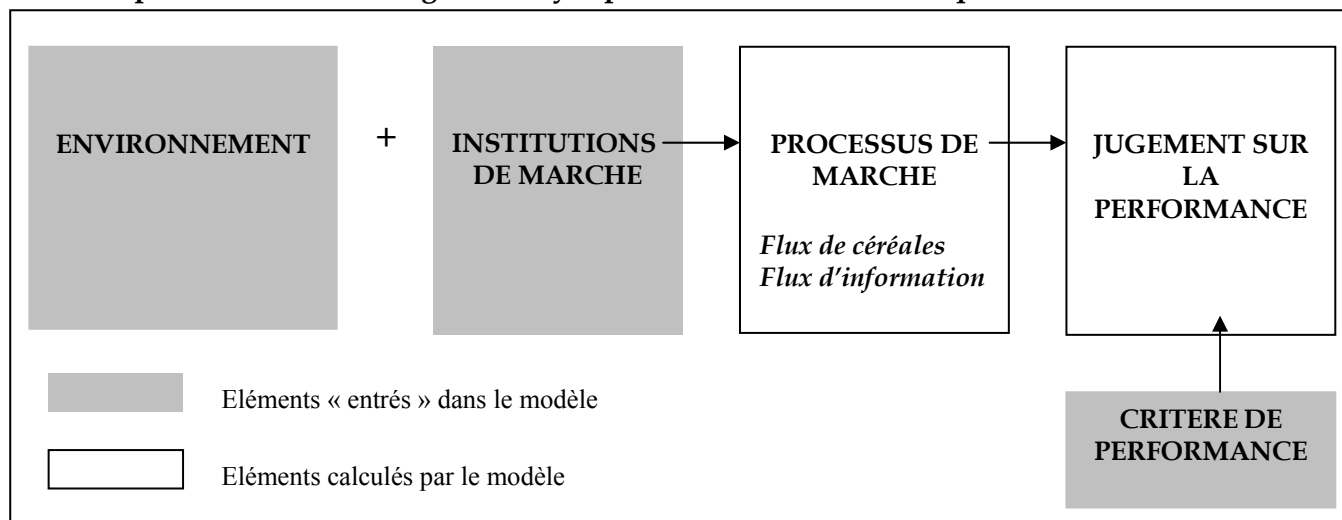 ENVIRONNEMENT
+
INSTITUTIONS
DE MARCHE
PROCESSUS DE
MARCHE
Flux de céréales
Flux d’information
JUGEMENT SUR
LA
PERFORMANCE
Eléments « entrés » dans le modèle
Eléments calculés par le modèle
CRITERE DE
PERFORMANCE